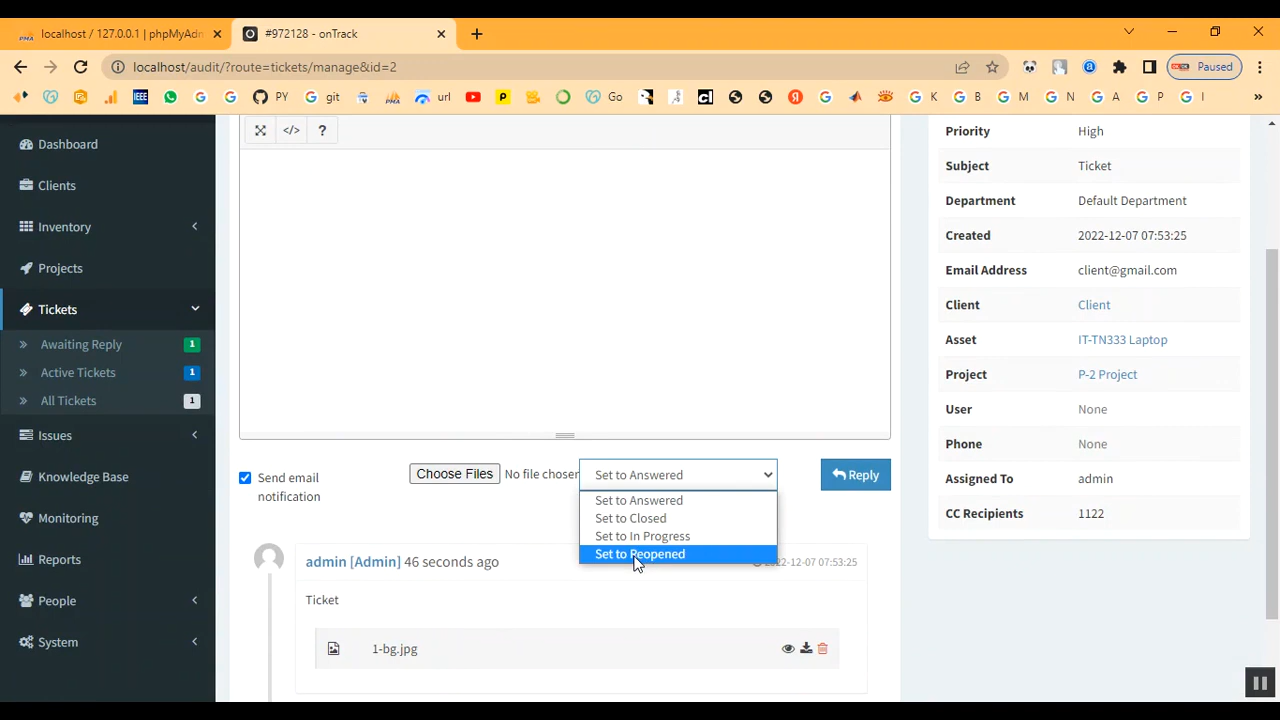 localhost / 127.0.0.1 | phpMyAdn
#972128 - onTrack
localhost/audit/?route=tickets/manage&id=2
Paused
IEEE
PY
git
url
Go
K
B
M
N
A
P
I
»
Dashboard
Clients
Inventory
Projects
Tickets
Awaiting Reply 1
Active Tickets 1
All Tickets 1
Issues
Knowledge Base
Monitoring
Reports
People
System
</> ?
Send email notification
Choose Files No file chosen
Set to Answered
Set to Answered
Set to Closed
Set to In Progress
Set to Reopened
Reply
admin [Admin] 46 seconds ago
2022-12-07 07:53:25
Ticket
1-bg.jpg
Priority High
Subject Ticket
Department Default Department
Created 2022-12-07 07:53:25
Email Address client@gmail.com
Client Client
Asset IT-TN333 Laptop
Project P-2 Project
User None
Phone None
Assigned To admin
CC Recipients 1122